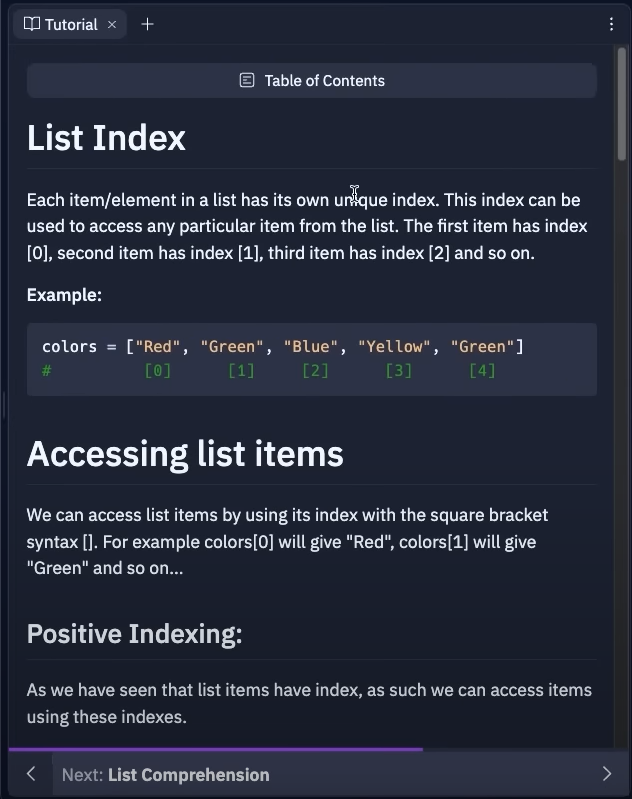 Tutorial
Table of Contents
List Index
Each item/element in a list has its own unique index. This index can be
used to access any particular item from the list. The first item has index
[0], second item has index [1], third item has index [2] and so on.
Example:
colors = ["Red", "Green", "Blue", "Yellow", "Green"]
#          [0]      [1]     [2]      [3]      [4]
Accessing list items
We can access list items by using its index with the square bracket
syntax []. For example colors[0] will give "Red", colors[1] will give
"Green" and so on...
Positive Indexing:
As we have seen that list items have index, as such we can access items
using these indexes.
Next: List Comprehension